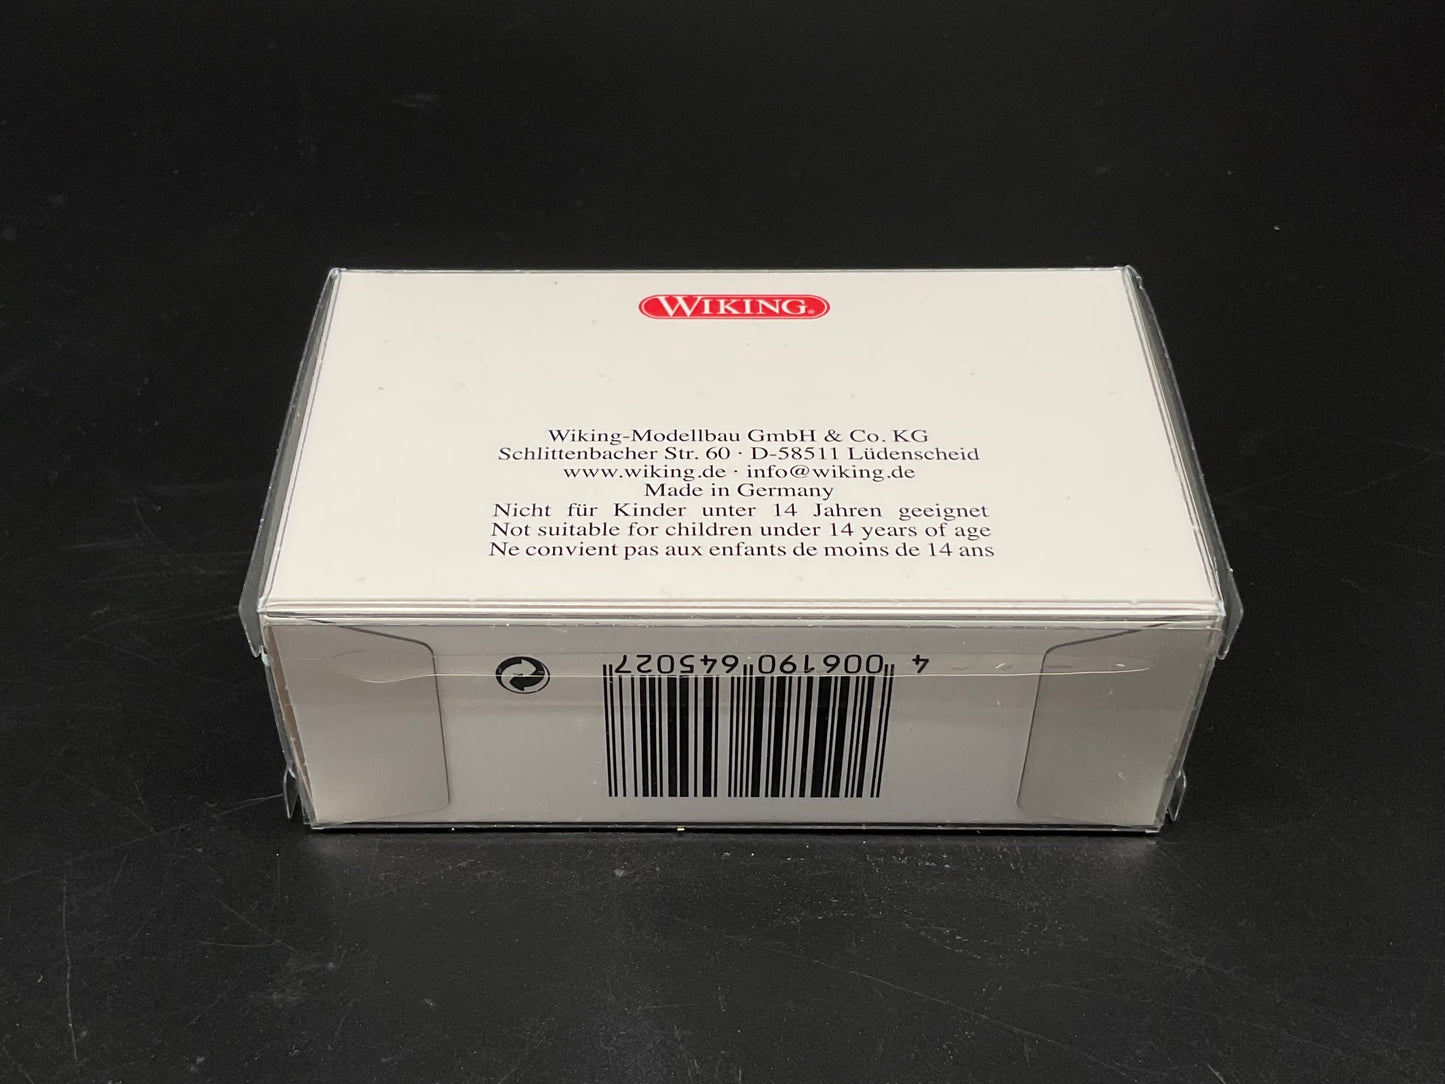 WIKING®
Wiking-Modellbau GmbH & Co. KG
Schlittenbacher Str. 60 · D-58511 Lüdenscheid
www.wiking.de · info@wiking.de
Made in Germany
Nicht für Kinder unter 14 Jahren geeignet
Not suitable for children under 14 years of age
Ne convient pas aux enfants de moins de 14 ans
4 006190 645027